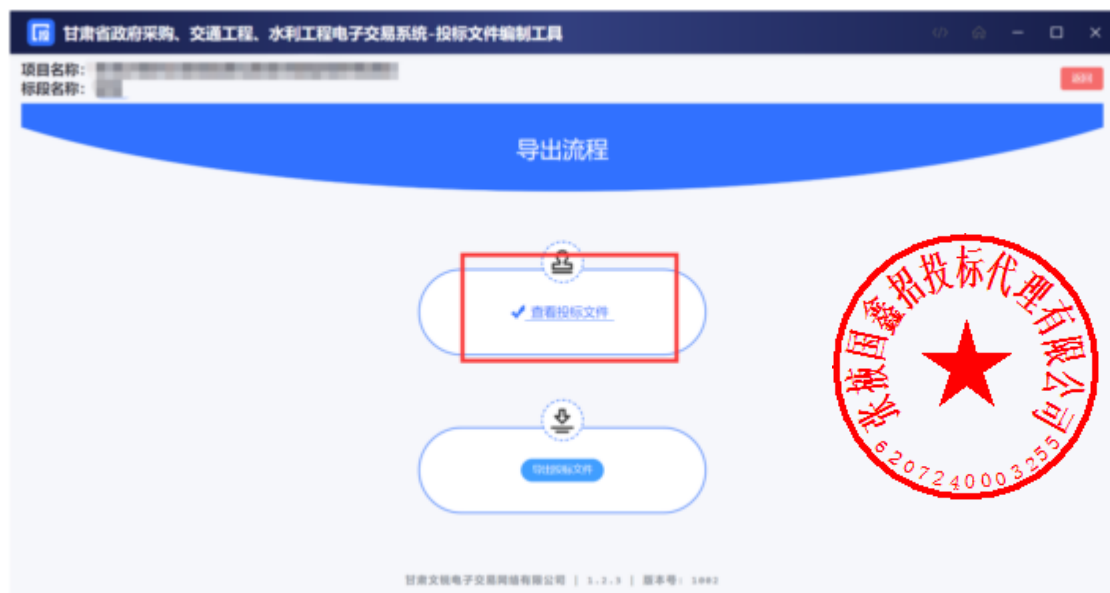 甘肃省政府采购、交通工程、水利工程电子交易系统-投标文件编制工具
项目名称：
标段名称：
返回
导出流程
查看投标文件
导出投标文件
张掖国鑫招投标代理有限公司
6207240003255
甘肃文锐电子交易网络有限公司 | 1.2.3 | 版本号：1002